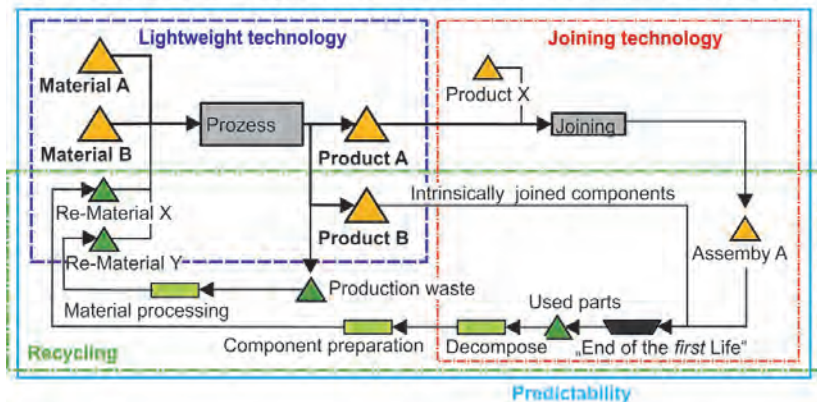 Lightweight technology
Joining technology
Material A
Product X
Material B
Prozess
Product A
Joining
Re-Material X
Product B
Intrinsically joined components
Re-Material Y
Assemby A
Production waste
Used parts
Material processing
Component preparation
Decompose
„End of the first Life“
Recycling
Predictability